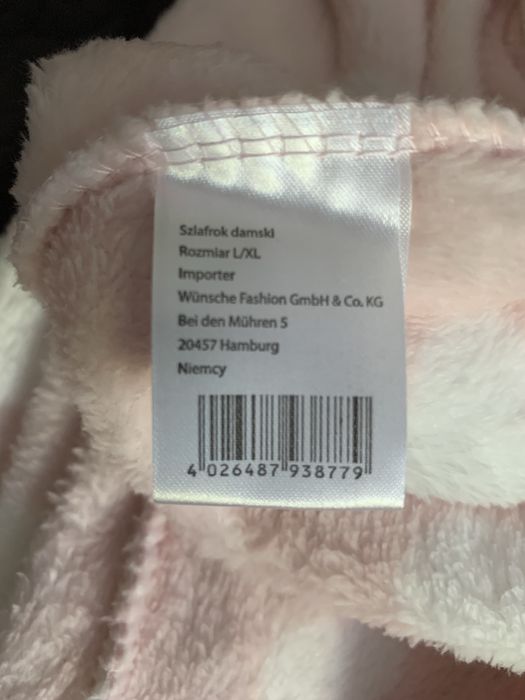 Szlafrok damski
Rozmiar L/XL
Importer
Wünsche Fashion GmbH & Co. KG
Bei den Mühren 5
20457 Hamburg
Niemcy
4 026487 938779